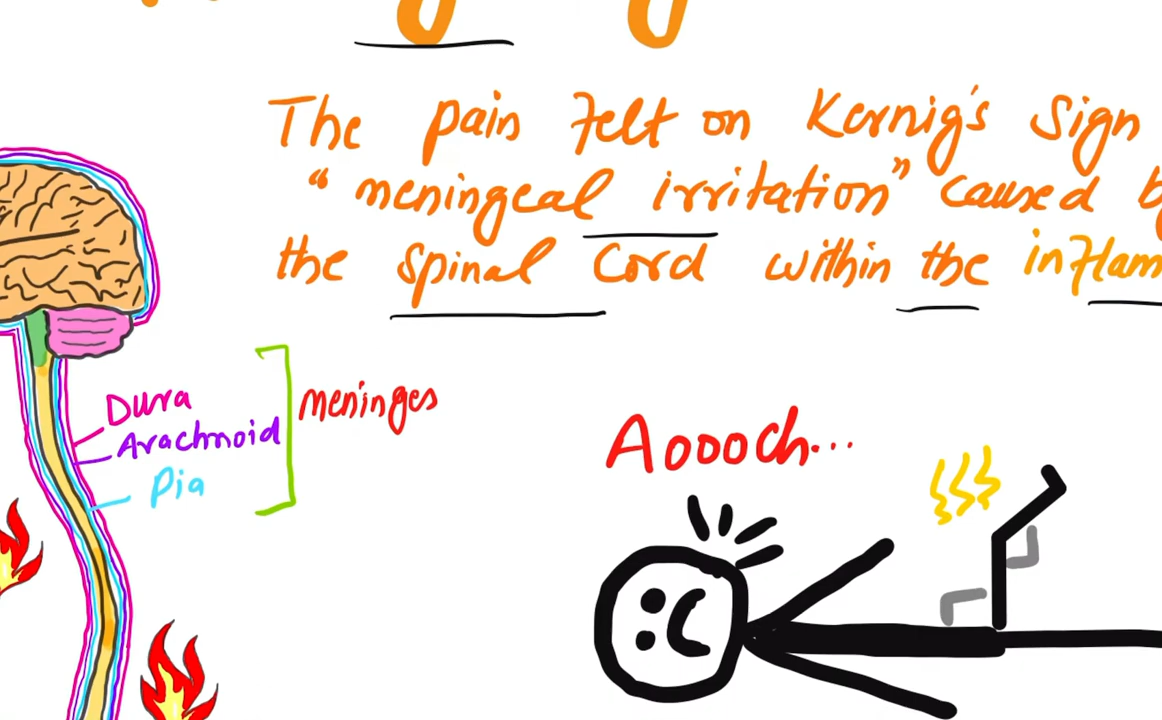 The pain felt on Kernig's Sign
" meningeal irritation" caused
the spinal Cord within the
Dura
Arachnoid
Pia
meninges
Aoooch...